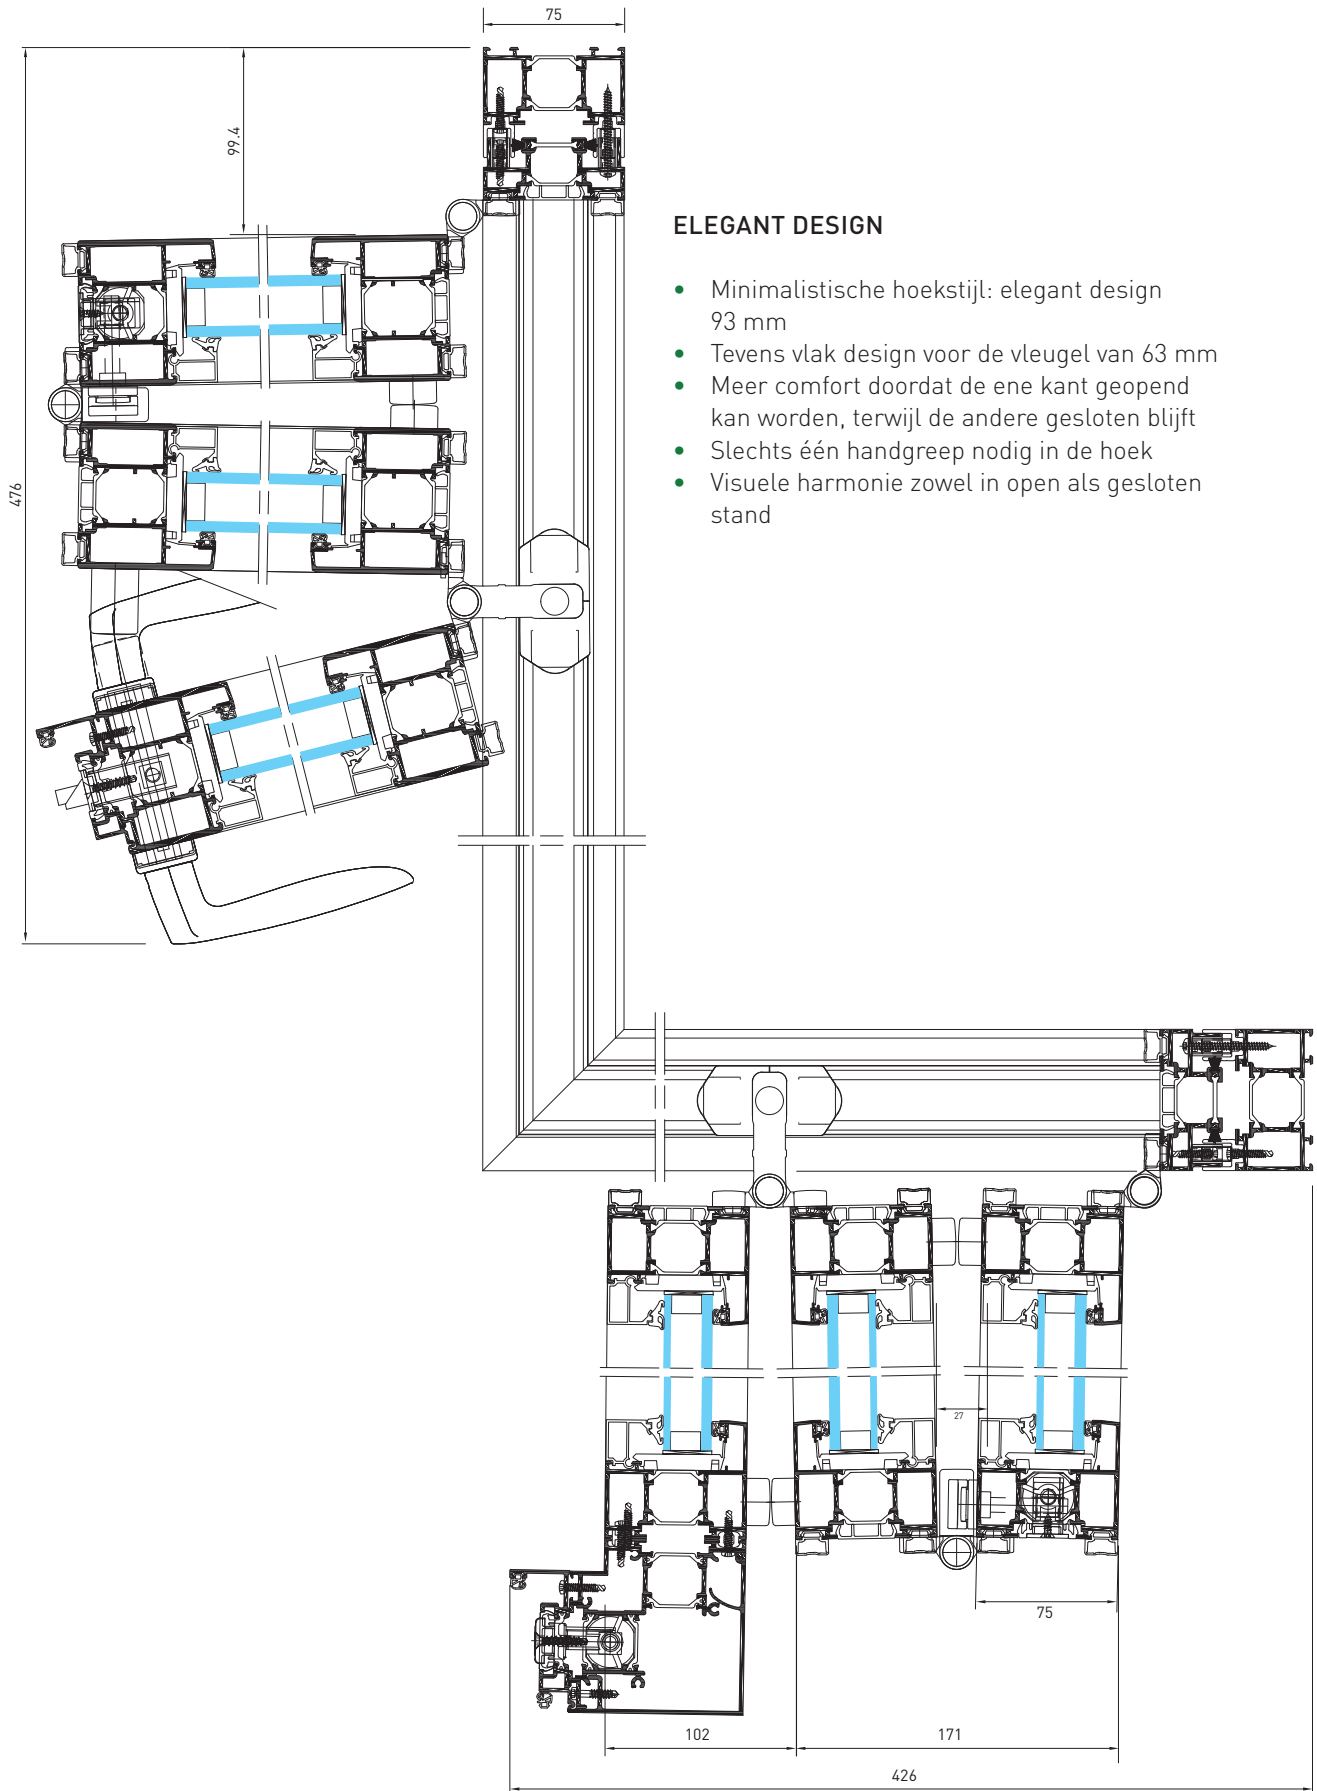 75
99.4
476
ELEGANT DESIGN
• Minimalistische hoekstijl: elegant design
93 mm
• Tevens vlak design voor de vleugel van 63 mm
• Meer comfort doordat de ene kant geopend
kan worden, terwijl de andere gesloten blijft
• Slechts één handgreep nodig in de hoek
• Visuele harmonie zowel in open als gesloten
stand
27
75
102
171
426